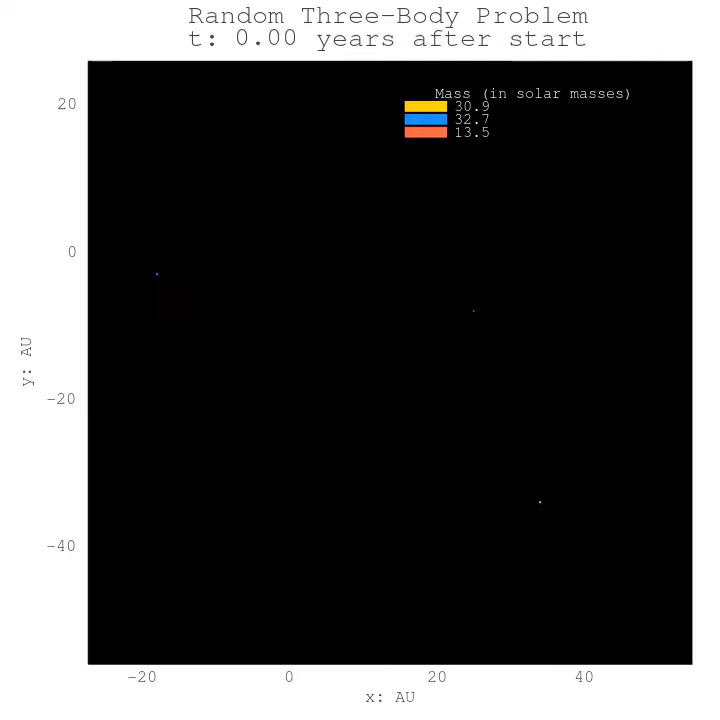 Random Three-Body Problem
t: 0.00 years after start
Mass (in solar masses)
30.9
32.7
13.5
20
0
-20
-40
y: AU
-20 0 20 40
x: AU